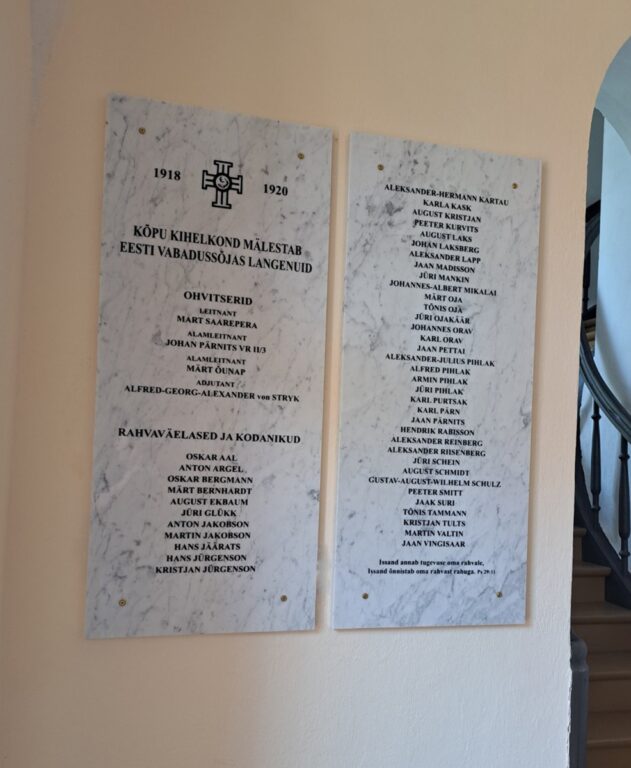 1918
1920
KÕPU KIHELKOND MÄLESTAB
EESTI VABADUSSÕJAS LANGENUID
OHVITSERID
LEITNANT
MÄRT SAAREPERA
ALAMLEITNANT
JOHAN PÄRNITS VR II/3
ALAMLEITNANT
MÄRT ÕUNAP
ADJUTANT
ALFRED-GEORG-ALEXANDER von STRYK
RAHVAVÄELASED JA KODANIKUD
OSKAR AAL
ANTON ARGEL
OSKAR BERGMANN
MÄRT BERNHARDT
AUGUST EKBAUM
JÜRI GLÜKK
ANTON JAKOBSON
MARTIN JAKOBSON
HANS JÄÄRATS
HANS JÜRGENSON
KRISTJAN JÜRGENSON
ALEKSANDER-HERMANN KARTAU
KARLA KASK
AUGUST KRISTJAN
PEETER KURVITS
AUGUST LAKS
JOHAN LAKSBERG
ALEKSANDER LAPP
JAAN MADISSON
JÜRI MANKIN
JOHANNES-ALBERT MIKALAI
MÄRT OJA
TÕNIS OJA
JÜRI OJAKÄÄR
JOHANNES ORAV
KARL ORAV
JAAN PETTAI
ALEKSANDER-JULIUS PIHLAK
ALFRED PIHLAK
ARMIN PIHLAK
JÜRI PIHLAK
KARL PURTSAK
KARL PÄRN
JAAN PÄRNITS
HENDRIK RABISSON
ALEKSANDER REINBERG
ALEKSANDER RIISENBERG
JÜRI SCHEIN
AUGUST SCHMIDT
GUSTAV-AUGUST-WILHELM SCHULZ
PEETER SMITT
JAAK SURI
TÕNIS TAMMANN
KRISTJAN TULTS
MARTIN VALTIN
JAAN VINGISAAR
Issand annab tugevuse oma rahvale,
Issand õnnistab oma rahvast rahuga. Ps 29:11